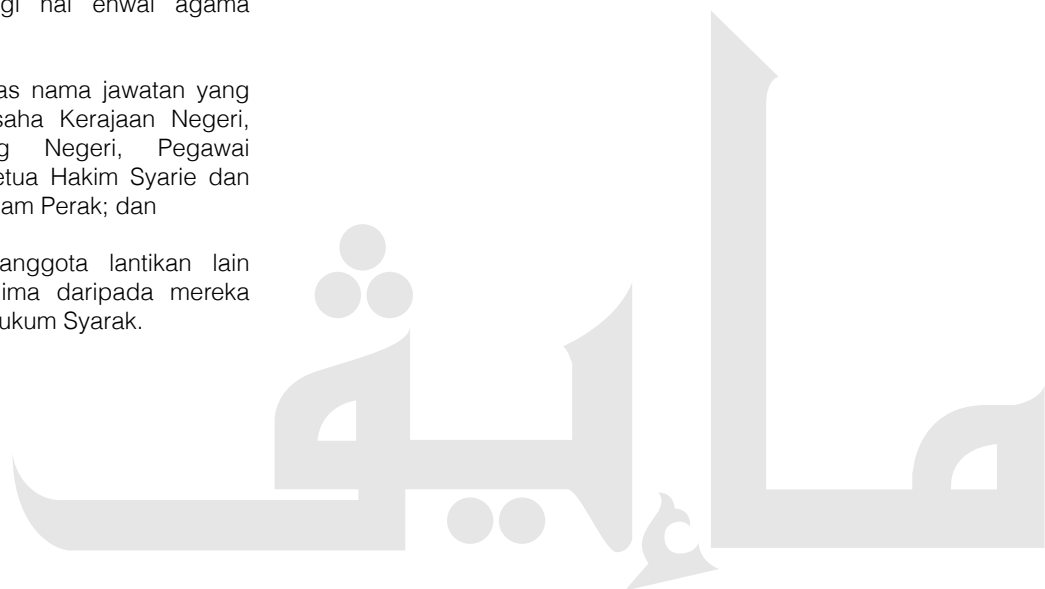 gi hal ehwal agama
as nama jawatan yang
saha Kerajaan Negeri,
g Negeri, Pegawai
etua Hakim Syarie dan
am Perak; dan
anggota lantikan lain
ima daripada mereka
ukum Syarak.
مإيڤ